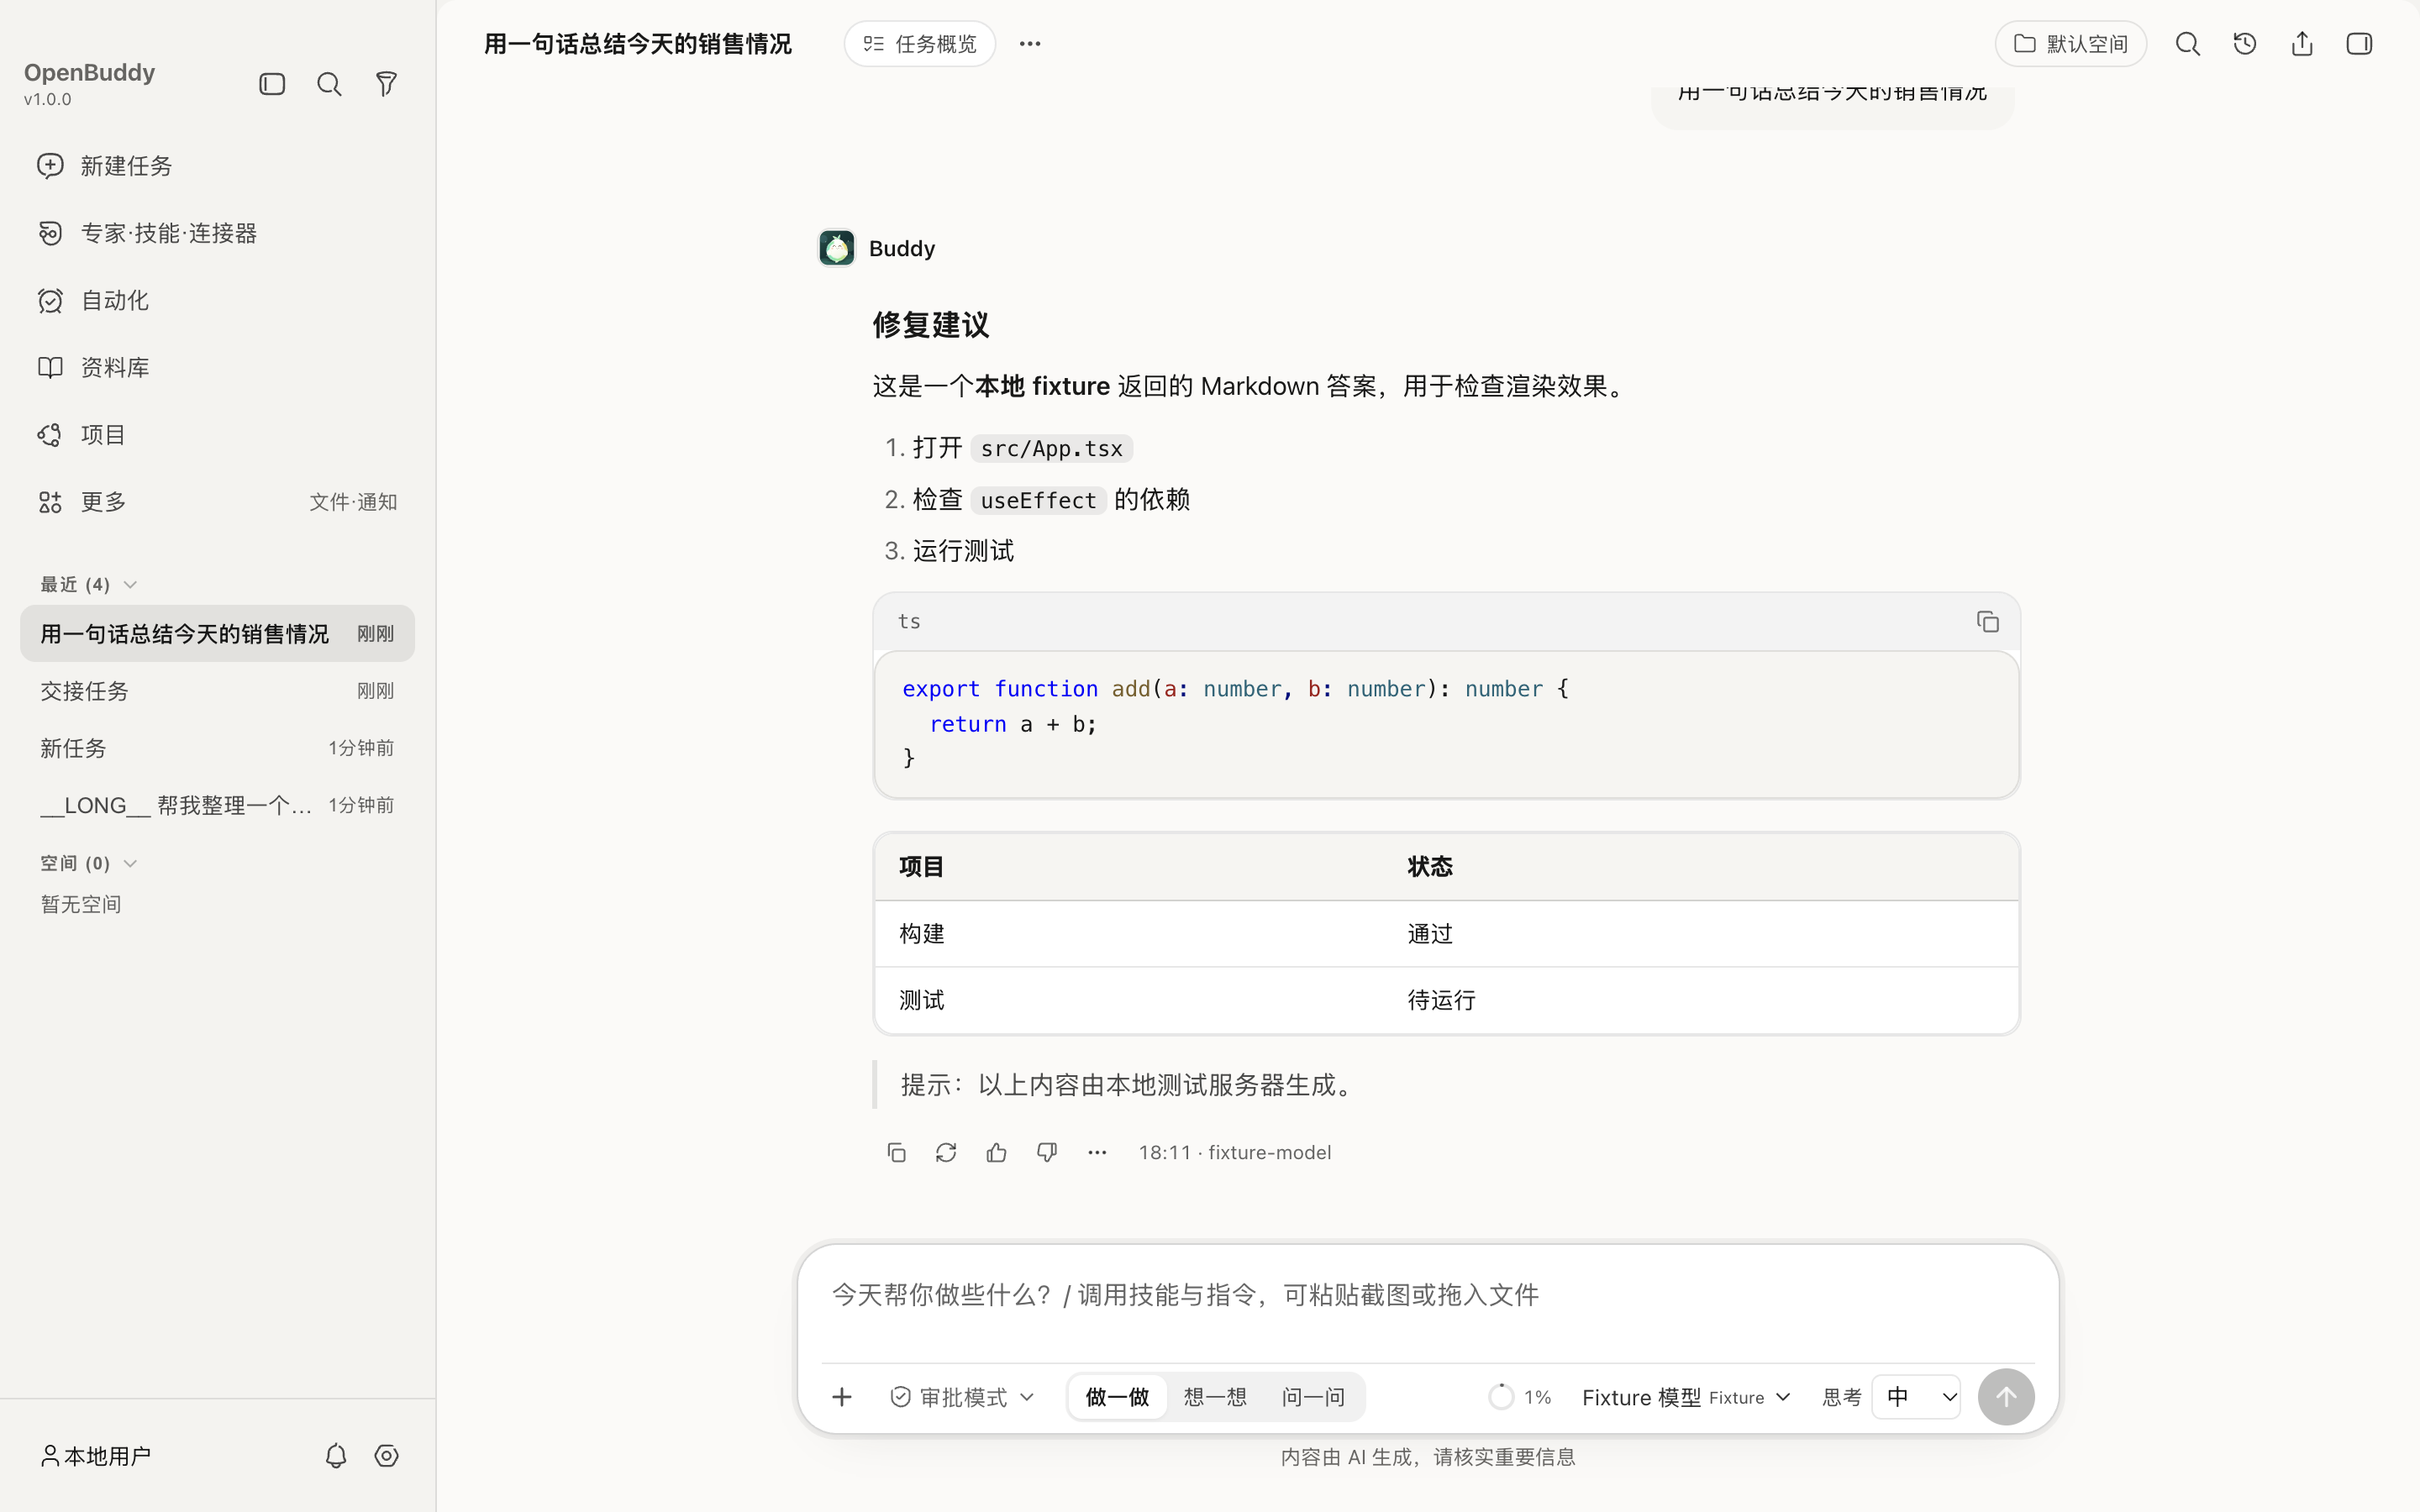 OpenBuddy
v1.0.0
新建任务
专家·技能·连接器
自动化
资料库
项目
更多 文件·通知
最近 (4)
用一句话总结今天的销售情况 刚刚
交接任务 刚刚
新任务 1分钟前
__LONG__ 帮我整理一个... 1分钟前
空间 (0)
暂无空间
本地用户
用一句话总结今天的销售情况 任务概览 默认空间
用一句话总结今天的销售情况
Buddy
修复建议
这是一个本地 fixture 返回的 Markdown 答案，用于检查渲染效果。
1. 打开 src/App.tsx
2. 检查 useEffect 的依赖
3. 运行测试
ts
export function add(a: number, b: number): number {
  return a + b;
}
项目 状态
构建 通过
测试 待运行
提示：以上内容由本地测试服务器生成。
18:11 · fixture-model
今天帮你做些什么？/ 调用技能与指令，可粘贴截图或拖入文件
审批模式 做一做 想一想 问一问 1% Fixture 模型 Fixture 思考 中
内容由 AI 生成，请核实重要信息